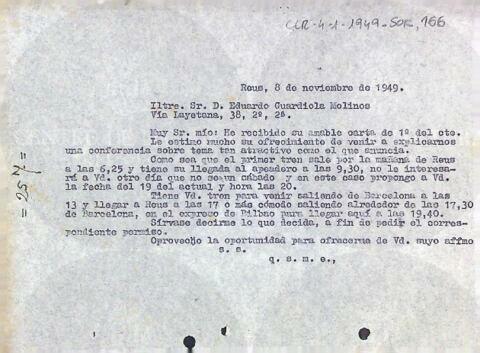 CLR-4-1-1949-SOR, 166
Reus, 8 de noviembre de 1949.
Iltre. Sr. D. Eduardo Guardiola Molinos
Vía Layetana, 38, 2º, 2ª.
Muy Sr. mío: He recibido su amable carta de 1º del cte.
Le estimo mucho su ofrecimiento de venir a explicarnos
una conferencia sobre tema tan atractivo como el que anuncia.
Como sea que el primer tren sale por la mañana de Reus
a las 6,25 y tiene su llegada al apeadero a las 9,30, no le interesa-
rá a Vd. otro día que no sea un sábado y en este caso propongo a Vd.
la fecha del 19 del actual y hora las 20.
Tiene Vd. tren para venir saliendo de Barcelona a las
13 y llegar a Reus a las 17 o más cómodo saliendo alrededor de las 17,30
de Barcelona, en el expreso de Bilbao para llegar aquí a las 19,40.
Sírvase decirme lo que decida, a fin de pedir el corres-
pondiente permiso.
Aprovecho la oportunidad para ofrecerme de Vd. suyo affmo
s. s.
q. s. m. e.,